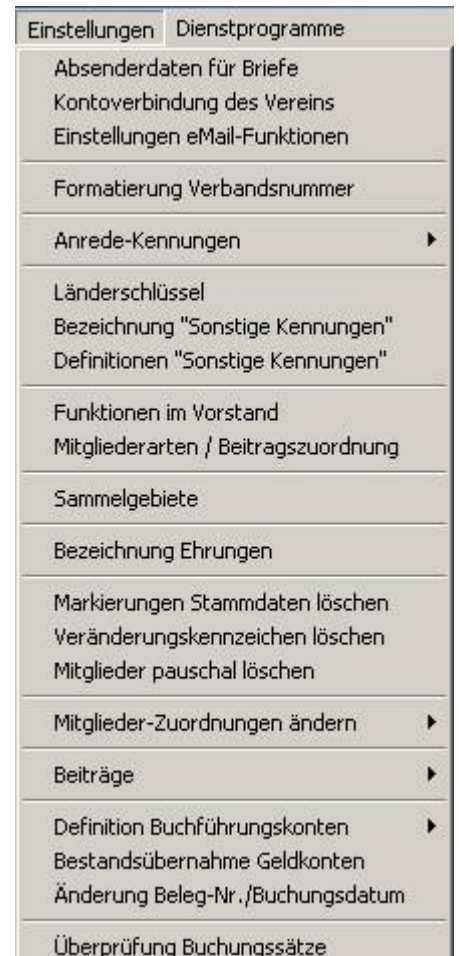 Einstellungen Dienstprogramme
Absenderdaten für Briefe
Kontoverbindung des Vereins
Einstellungen eMail-Funktionen
Formatierung Verbandsnummer
Anrede-Kennungen
Länderschlüssel
Bezeichnung "Sonstige Kennungen"
Definitionen "Sonstige Kennungen"
Funktionen im Vorstand
Mitgliederarten / Beitragszuordnung
Sammelgebiete
Bezeichnung Ehrungen
Markierungen Stammdaten löschen
Veränderungskennzeichen löschen
Mitglieder pauschal löschen
Mitglieder-Zuordnungen ändern
Beiträge
Definition Buchführungskonten
Bestandsübernahme Geldkonten
Änderung Beleg-Nr./Buchungsdatum
Überprüfung Buchungssätze